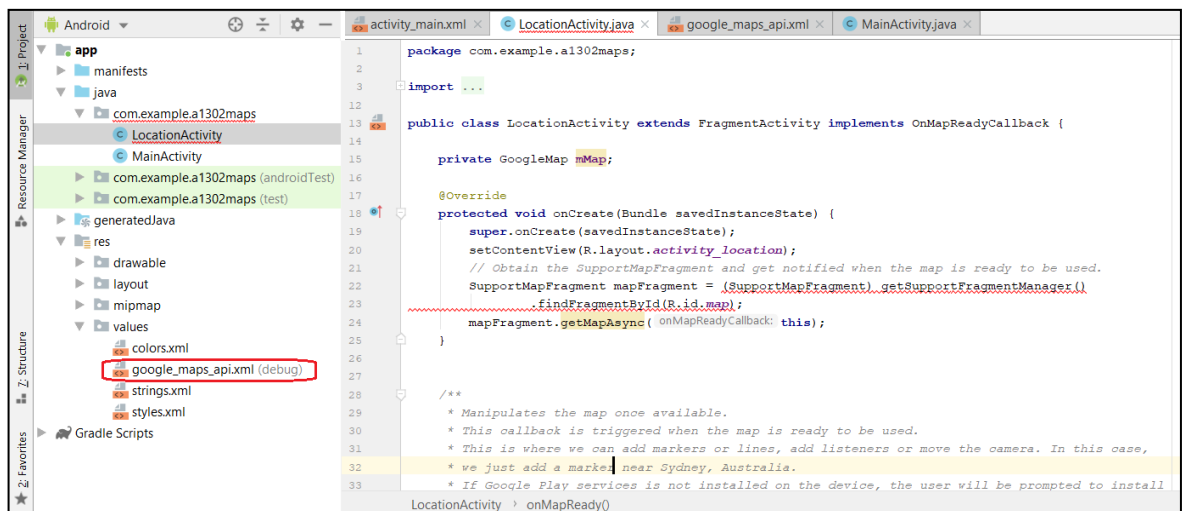 Android
activity_main.xml
LocationActivity.java
google_maps_api.xml
MainActivity.java
1: Project
Resource Manager
Z: Structure
2: Favorites
app
manifests
java
com.example.a1302maps
LocationActivity
MainActivity
com.example.a1302maps (androidTest)
com.example.a1302maps (test)
generatedJava
res
drawable
layout
mipmap
values
colors.xml
google_maps_api.xml (debug)
strings.xml
styles.xml
Gradle Scripts
1 package com.example.a1302maps;
2
3 import ...
12
13 public class LocationActivity extends FragmentActivity implements OnMapReadyCallback {
14
15 private GoogleMap mMap;
16
17 @Override
18 protected void onCreate(Bundle savedInstanceState) {
19 super.onCreate(savedInstanceState);
20 setContentView(R.layout.activity_location);
21 // Obtain the SupportMapFragment and get notified when the map is ready to be used.
22 SupportMapFragment mapFragment = (SupportMapFragment) getSupportFragmentManager()
23 .findFragmentById(R.id.map);
24 mapFragment.getMapAsync( onMapReadyCallback: this);
25 }
26
27
28 /**
29 * Manipulates the map once available.
30 * This callback is triggered when the map is ready to be used.
31 * This is where we can add markers or lines, add listeners or move the camera. In this case,
32 * we just add a marker near Sydney, Australia.
33 * If Google Play services is not installed on the device, the user will be prompted to install
LocationActivity › onMapReady()